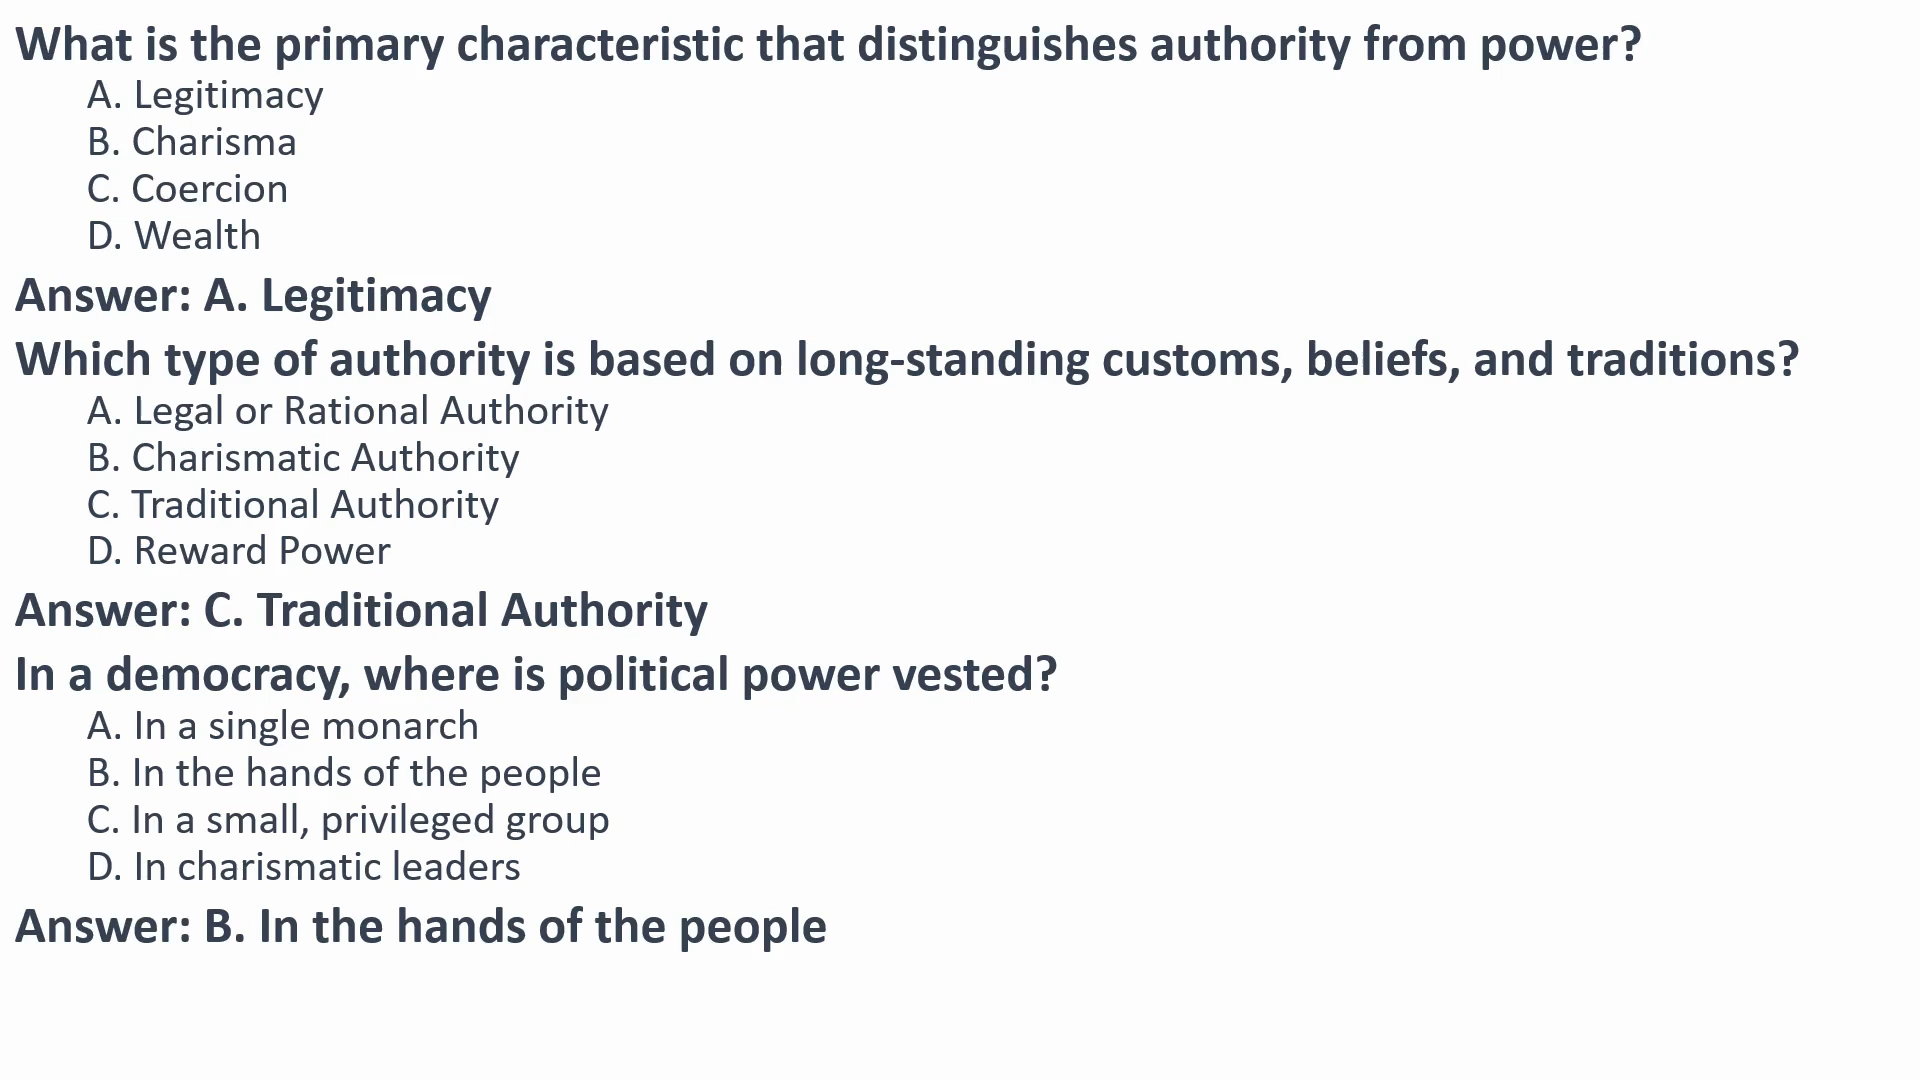 What is the primary characteristic that distinguishes authority from power?
A. Legitimacy
B. Charisma
C. Coercion
D. Wealth
Answer: A. Legitimacy
Which type of authority is based on long-standing customs, beliefs, and traditions?
A. Legal or Rational Authority
B. Charismatic Authority
C. Traditional Authority
D. Reward Power
Answer: C. Traditional Authority
In a democracy, where is political power vested?
A. In a single monarch
B. In the hands of the people
C. In a small, privileged group
D. In charismatic leaders
Answer: B. In the hands of the people